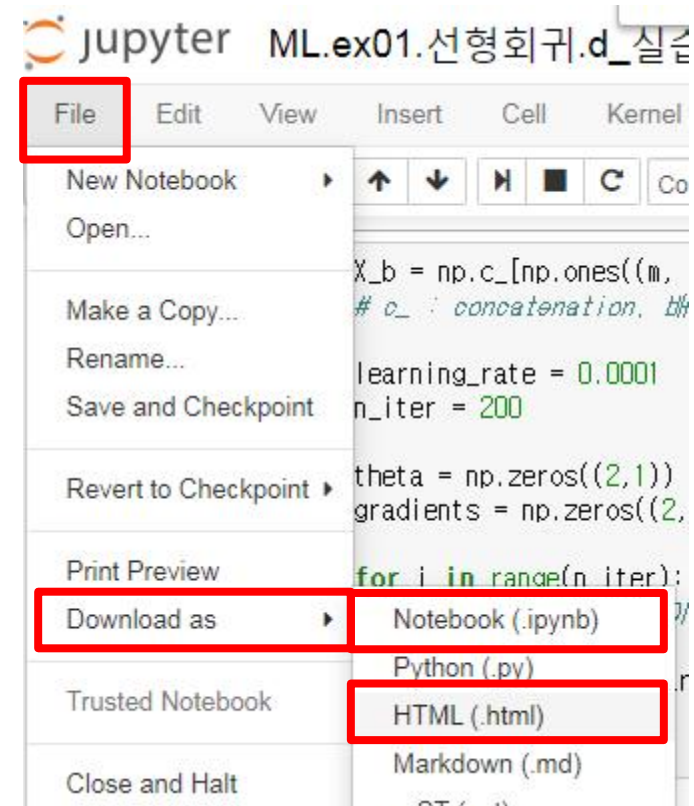 jupyter ML.ex01.선형회귀.d_실습
File Edit View Insert Cell Kernel
New Notebook
Open...
Make a Copy...
Rename...
Save and Checkpoint
Revert to Checkpoint
Print Preview
Download as
Trusted Notebook
Close and Halt
Notebook (.ipynb)
Python (.py)
HTML (.html)
Markdown (.md)
Co
X_b = np.c_[np.ones((m,
# c_ : concatenation, b
learning_rate = 0.0001
n_iter = 200
theta = np.zeros((2,1))
gradients = np.zeros((2,
for i in range(n_iter):